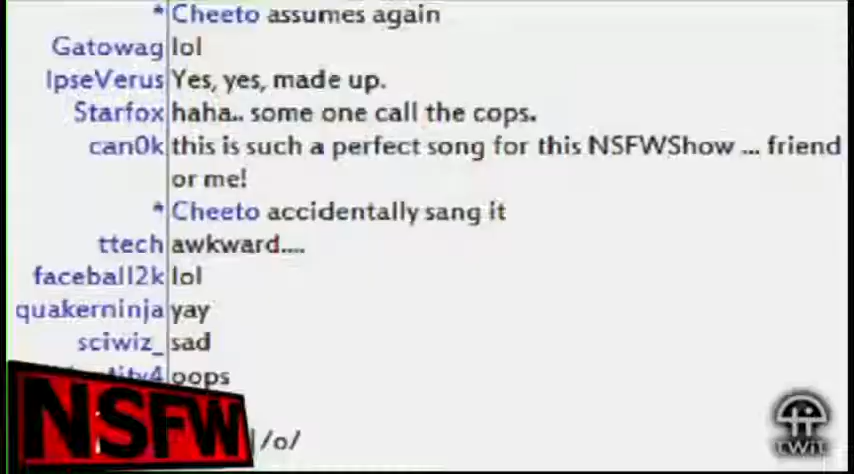 * Cheeto assumes again
Gatowag lol
IpseVerus Yes, yes, made up.
Starfox haha.. some one call the cops.
can0k this is such a perfect song for this NSFWShow ... friend
or me!
* Cheeto accidentally sang it
ttech awkward....
faceball2k lol
quakerninja yay
sciwiz_ sad
oops
NSFW
/o/
tWiT